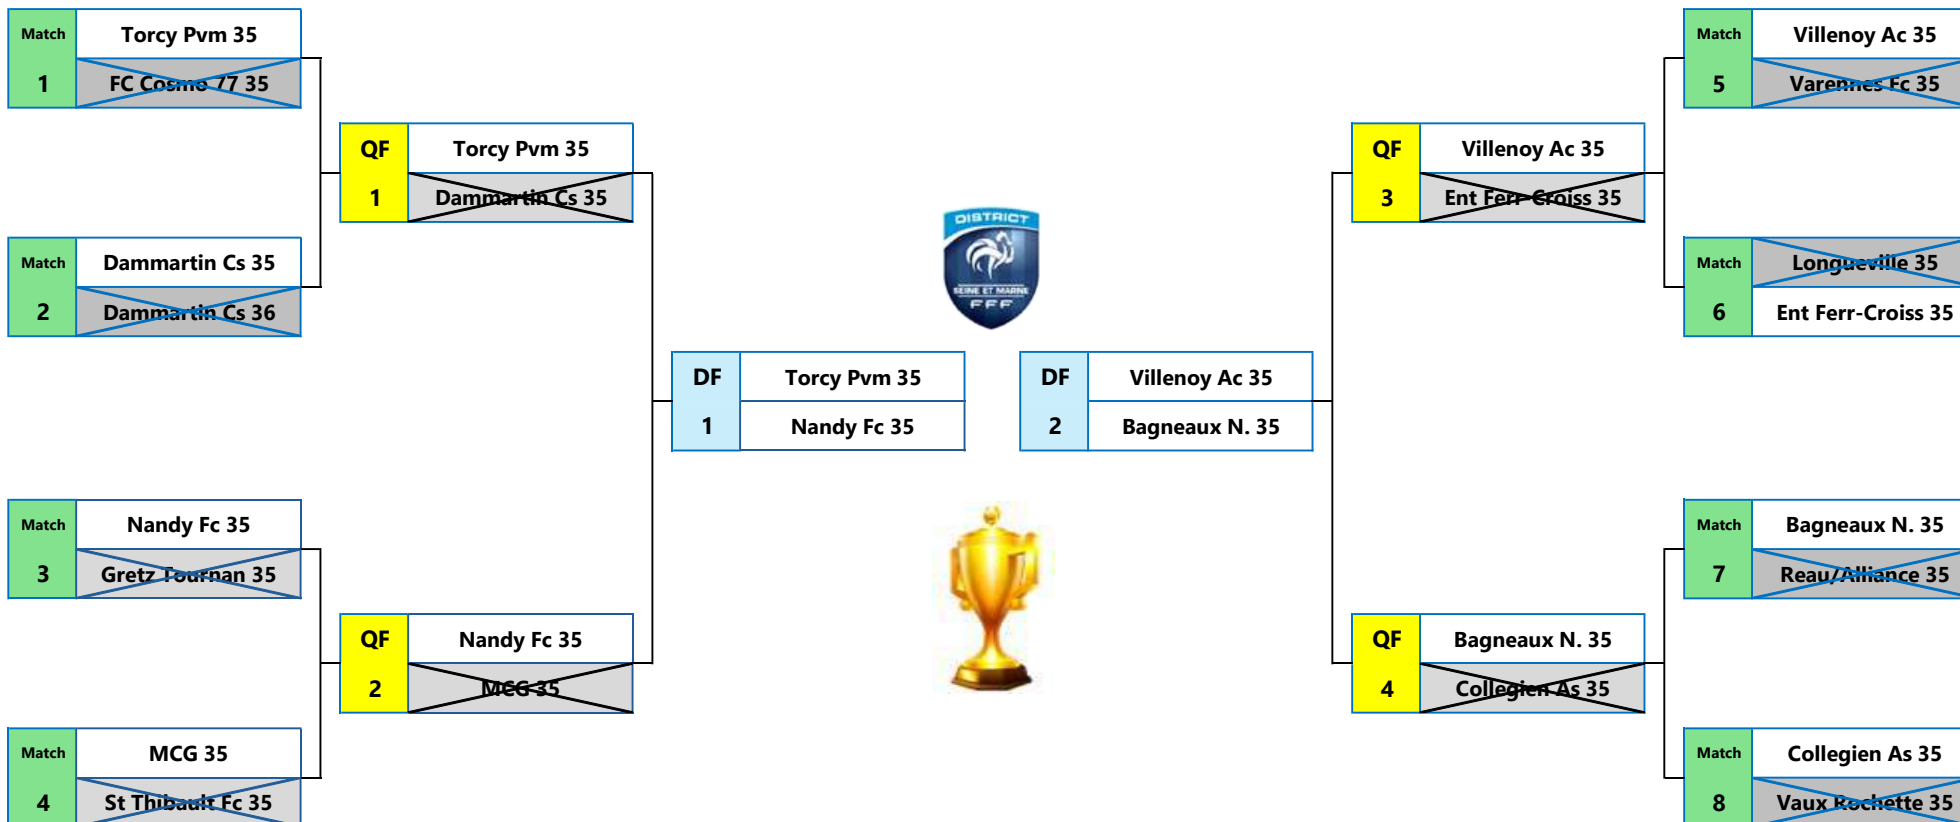 Match
1
Torcy Pvm 35
FC Cosmo 77 35
Match
2
Dammartin Cs 35
Dammartin Cs 36
Match
3
Nandy Fc 35
Gretz Tournan 35
Match
4
MCG 35
St Thibault Fc 35
QF
1
Torcy Pvm 35
Dammartin Cs 35
QF
2
Nandy Fc 35
MCG 35
DF
1
Torcy Pvm 35
Nandy Fc 35
DISTRICT
SEINE ET MARNE
FFF
DF
2
Villenoy Ac 35
Bagneaux N. 35
QF
3
Villenoy Ac 35
Ent Ferr-Croiss 35
QF
4
Bagneaux N. 35
Collegien As 35
Match
5
Villenoy Ac 35
Varennes Fc 35
Match
6
Longueville 35
Ent Ferr-Croiss 35
Match
7
Bagneaux N. 35
Reau/Alliance 35
Match
8
Collegien As 35
Vaux Rochette 35